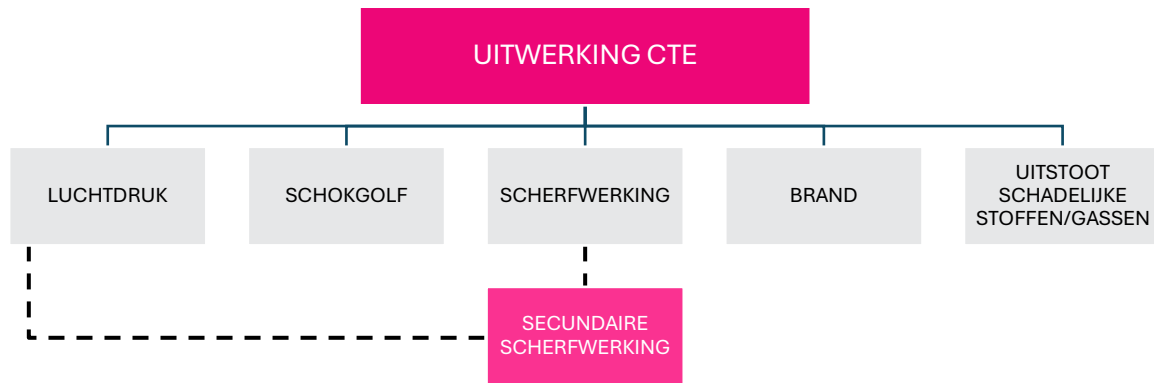 UITWERKING CTE
LUCHTDRUK
SCHOKGOLF
SCHERFWERKING
BRAND
UITSTOOT
SCHADELIJKE
STOFFEN/GASSEN
SECUNDAIRE
SCHERFWERKING